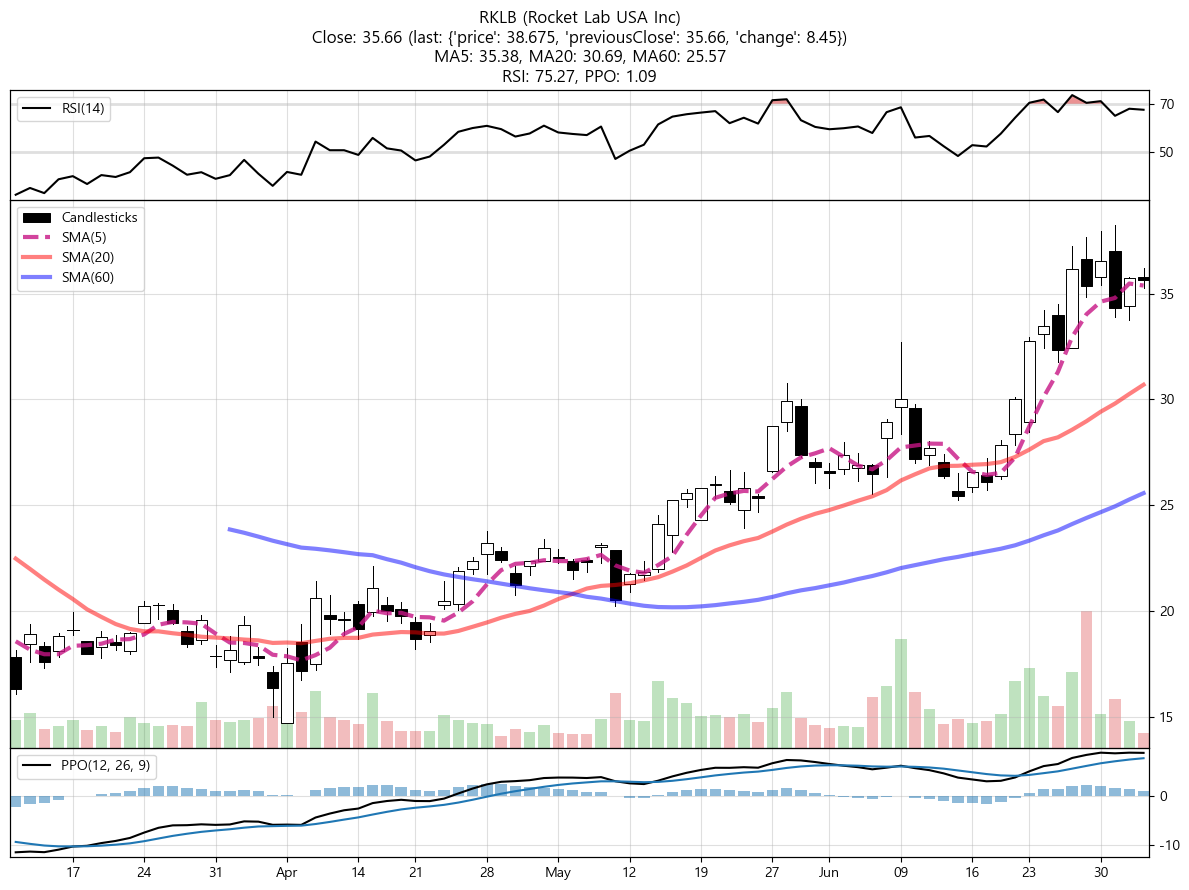 RKLB (Rocket Lab USA Inc)
Close: 35.66 (last: {'price': 38.675, 'previousClose': 35.66, 'change': 8.45})
MA5: 35.38, MA20: 30.69, MA60: 25.57
RSI: 75.27, PPO: 1.09
RSI(14)
70
50
Candlesticks
SMA(5)
SMA(20)
SMA(60)
35
30
25
20
15
PPO(12, 26, 9)
0
-10
17 24 31 Apr 14 21 28 May 12 19 27 Jun 09 16 23 30